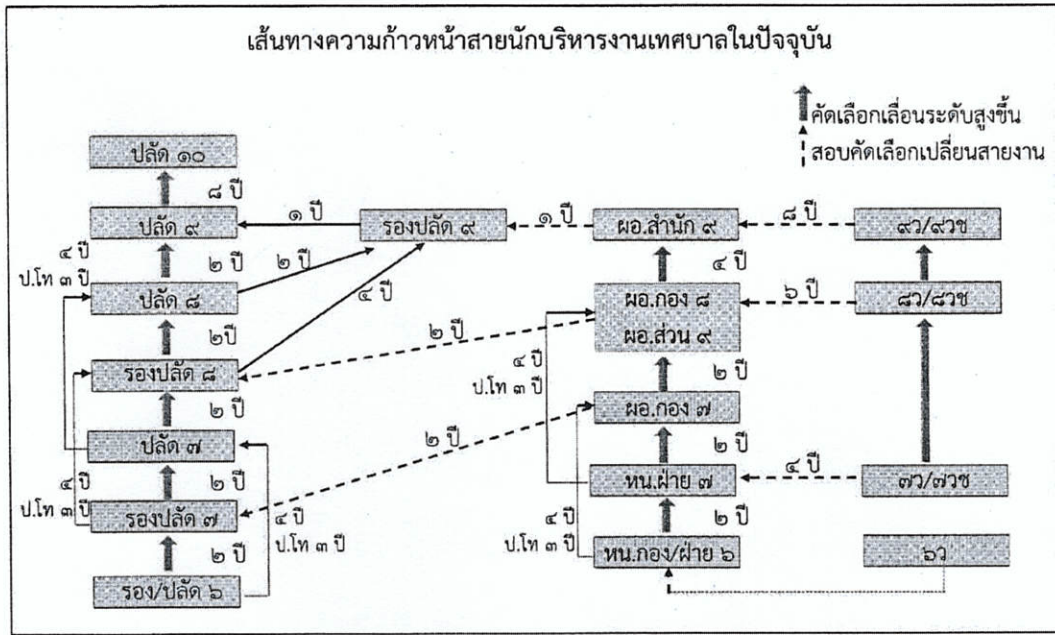 เส้นทางความก้าวหน้าสายนักบริหารงานเทศบาลในปัจจุบัน
คัดเลือกเลื่อนระดับสูงขึ้น
สอบคัดเลือกเปลี่ยนสายงาน
ปลัด ๑๐
๘ ปี
ปลัด ๙
๑ ปี
รองปลัด ๙
๑ ปี
ผอ.สำนัก ๙
๘ ปี
๙ว/๙วช
๔ ปี
ป.โท ๓ ปี
๒ ปี
๒ ปี
๔ ปี
๔ ปี
ปลัด ๘
ผอ.กอง ๘
ผอ.ส่วน ๙
๖ ปี
๘ว/๘วช
๒ปี
๒ ปี
รองปลัด ๘
๔ ปี
ป.โท ๓ ปี
๒ ปี
๒ ปี
ผอ.กอง ๗
ปลัด ๗
๒ ปี
๒ ปี
๔ ปี
ป.โท ๓ ปี
๒ ปี
หน.ฝ่าย ๗
๔ ปี
๗ว/๗วช
รองปลัด ๗
๔ ปี
ป.โท ๓ ปี
๔ ปี
ป.โท ๓ ปี
๒ ปี
๒ ปี
หน.กอง/ฝ่าย ๖
๖ว
รอง/ปลัด ๖